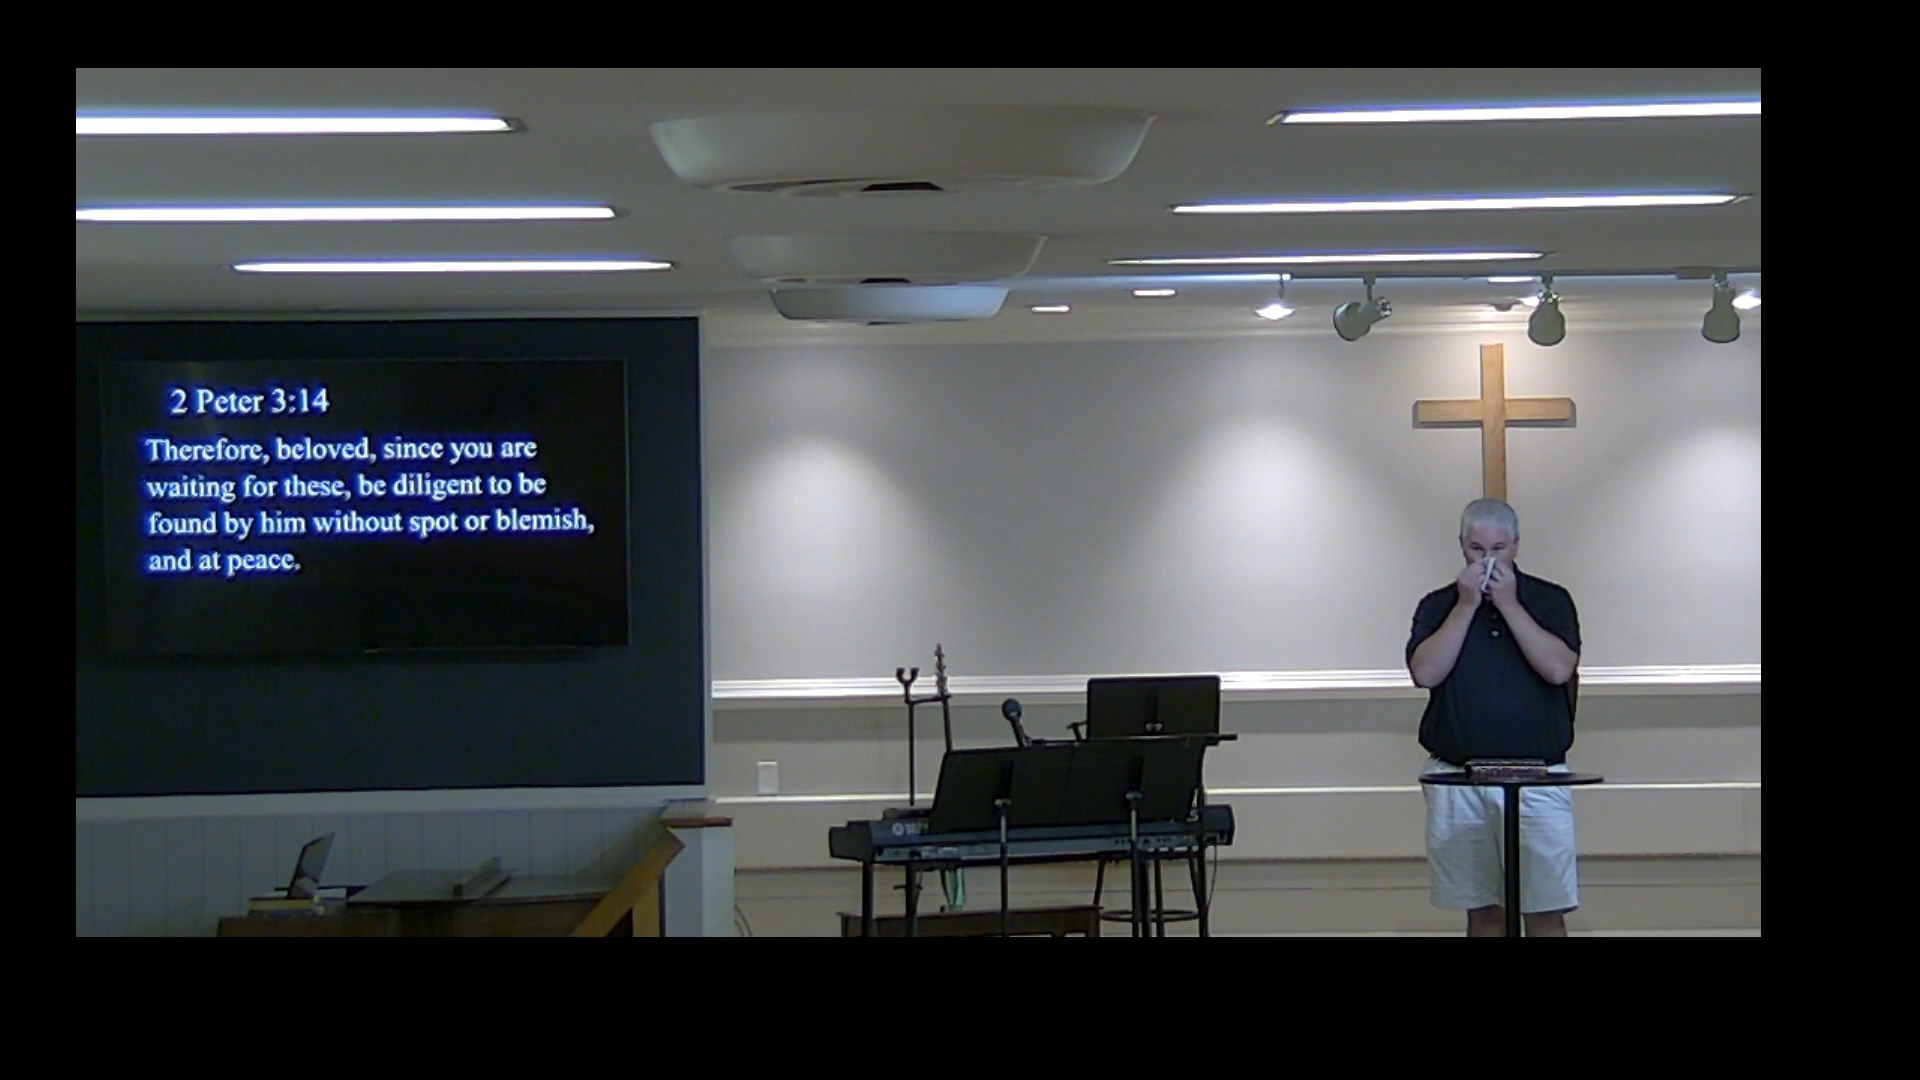 2 Peter 3:14
Therefore, beloved, since you are
waiting for these, be diligent to be
found by him without spot or blemish,
and at peace.